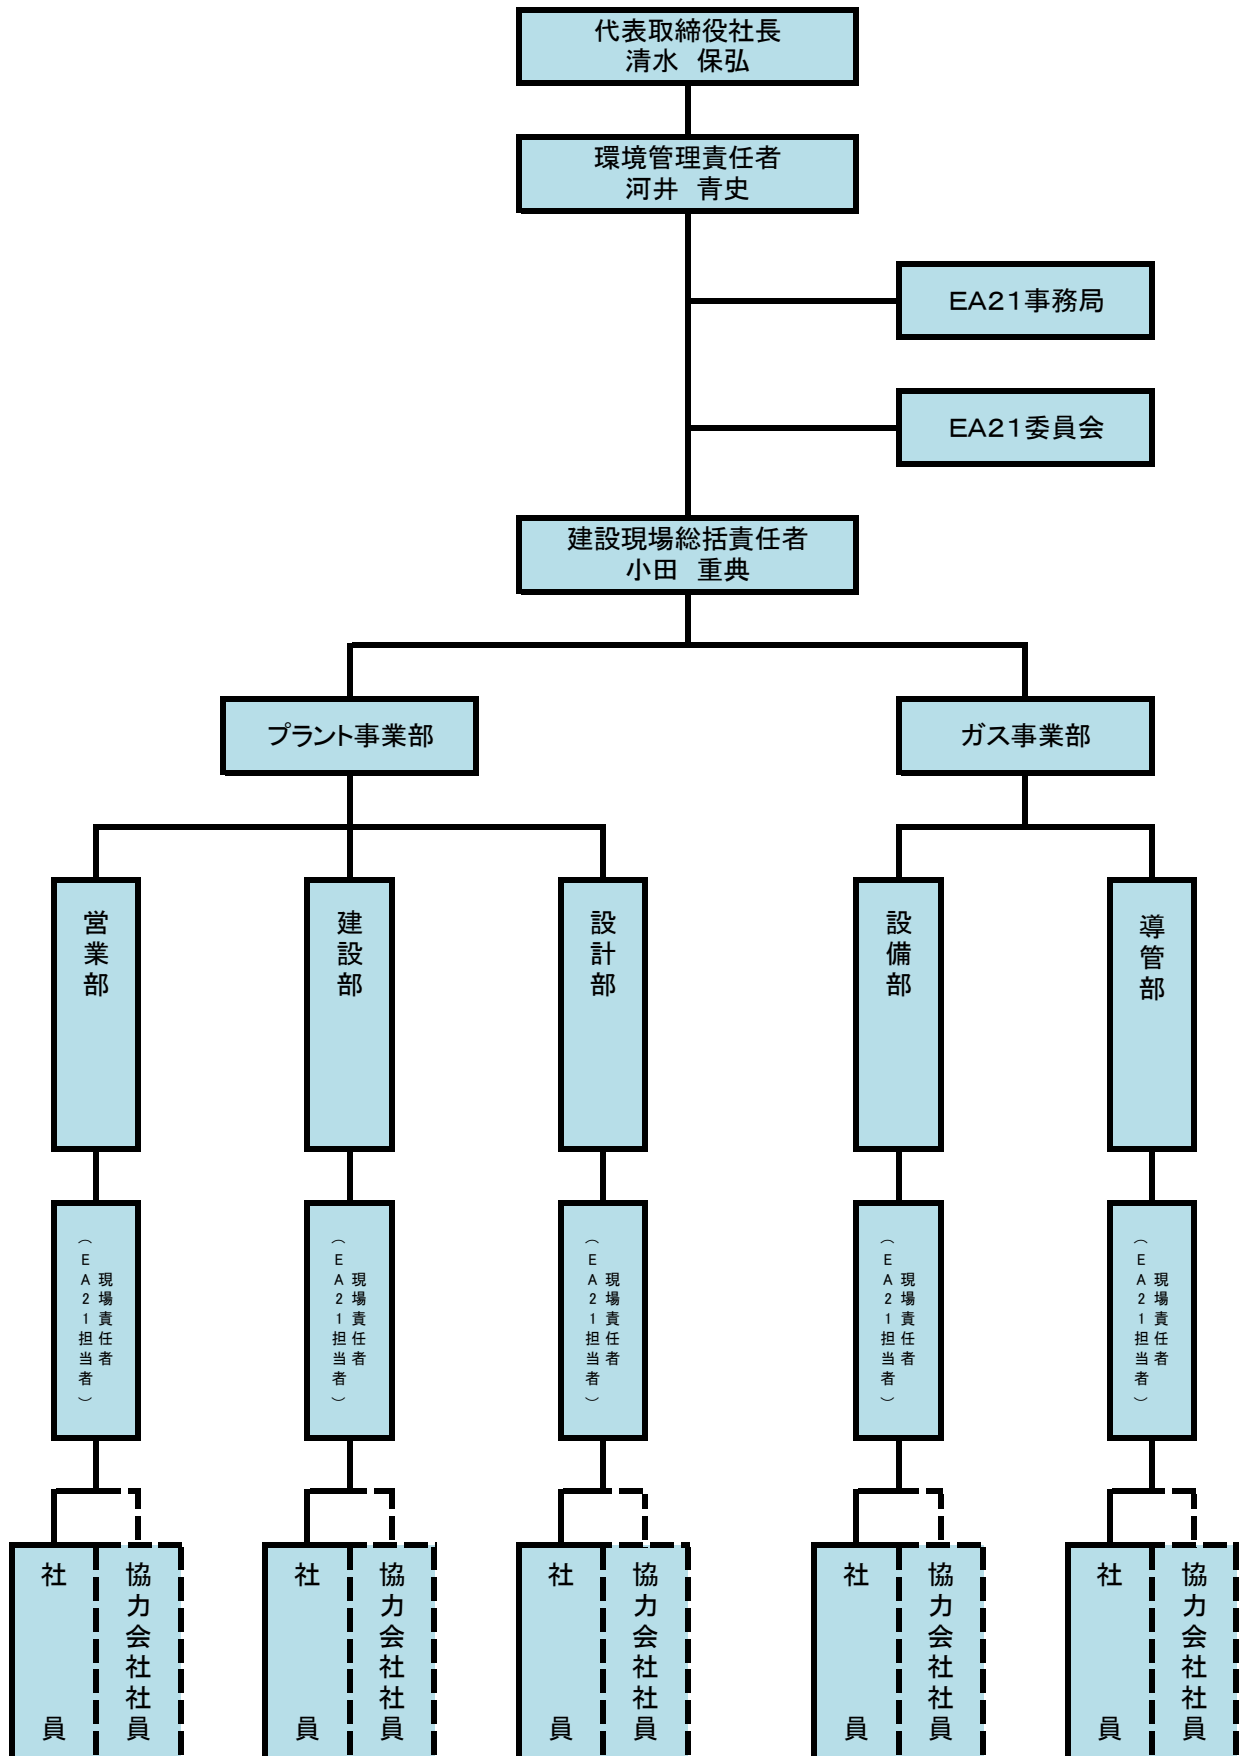 代表取締役社長
清水　保弘
環境管理責任者
河井　青史
EA21事務局
EA21委員会
建設現場総括責任者
小田　重典
プラント事業部
ガス事業部
営業部
建設部
設計部
設備部
導管部
現場責任者
（EA21担当者）
現場責任者
（EA21担当者）
現場責任者
（EA21担当者）
現場責任者
（EA21担当者）
現場責任者
（EA21担当者）
社員
協力会社社員
社員
協力会社社員
社員
協力会社社員
社員
協力会社社員
社員
協力会社社員